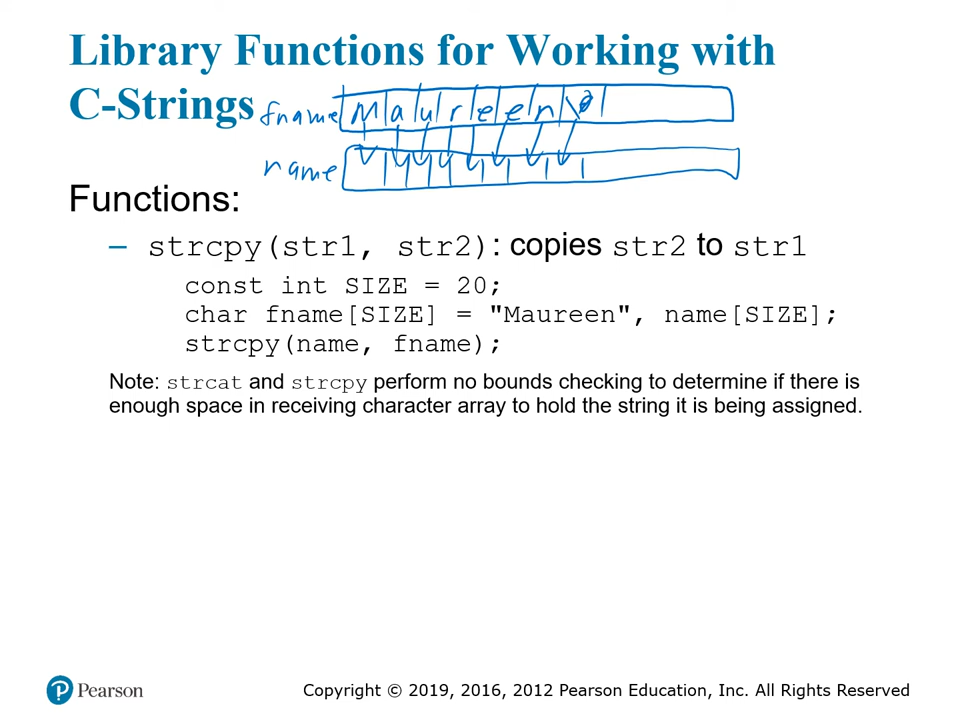 Library Functions for Working with
C-Strings
fname M a u r e e n \0
name
Functions:
– strcpy(str1, str2): copies str2 to str1
const int SIZE = 20;
char fname[SIZE] = "Maureen", name[SIZE];
strcpy(name, fname);
Note: strcat and strcpy perform no bounds checking to determine if there is
enough space in receiving character array to hold the string it is being assigned.
Pearson
Copyright © 2019, 2016, 2012 Pearson Education, Inc. All Rights Reserved